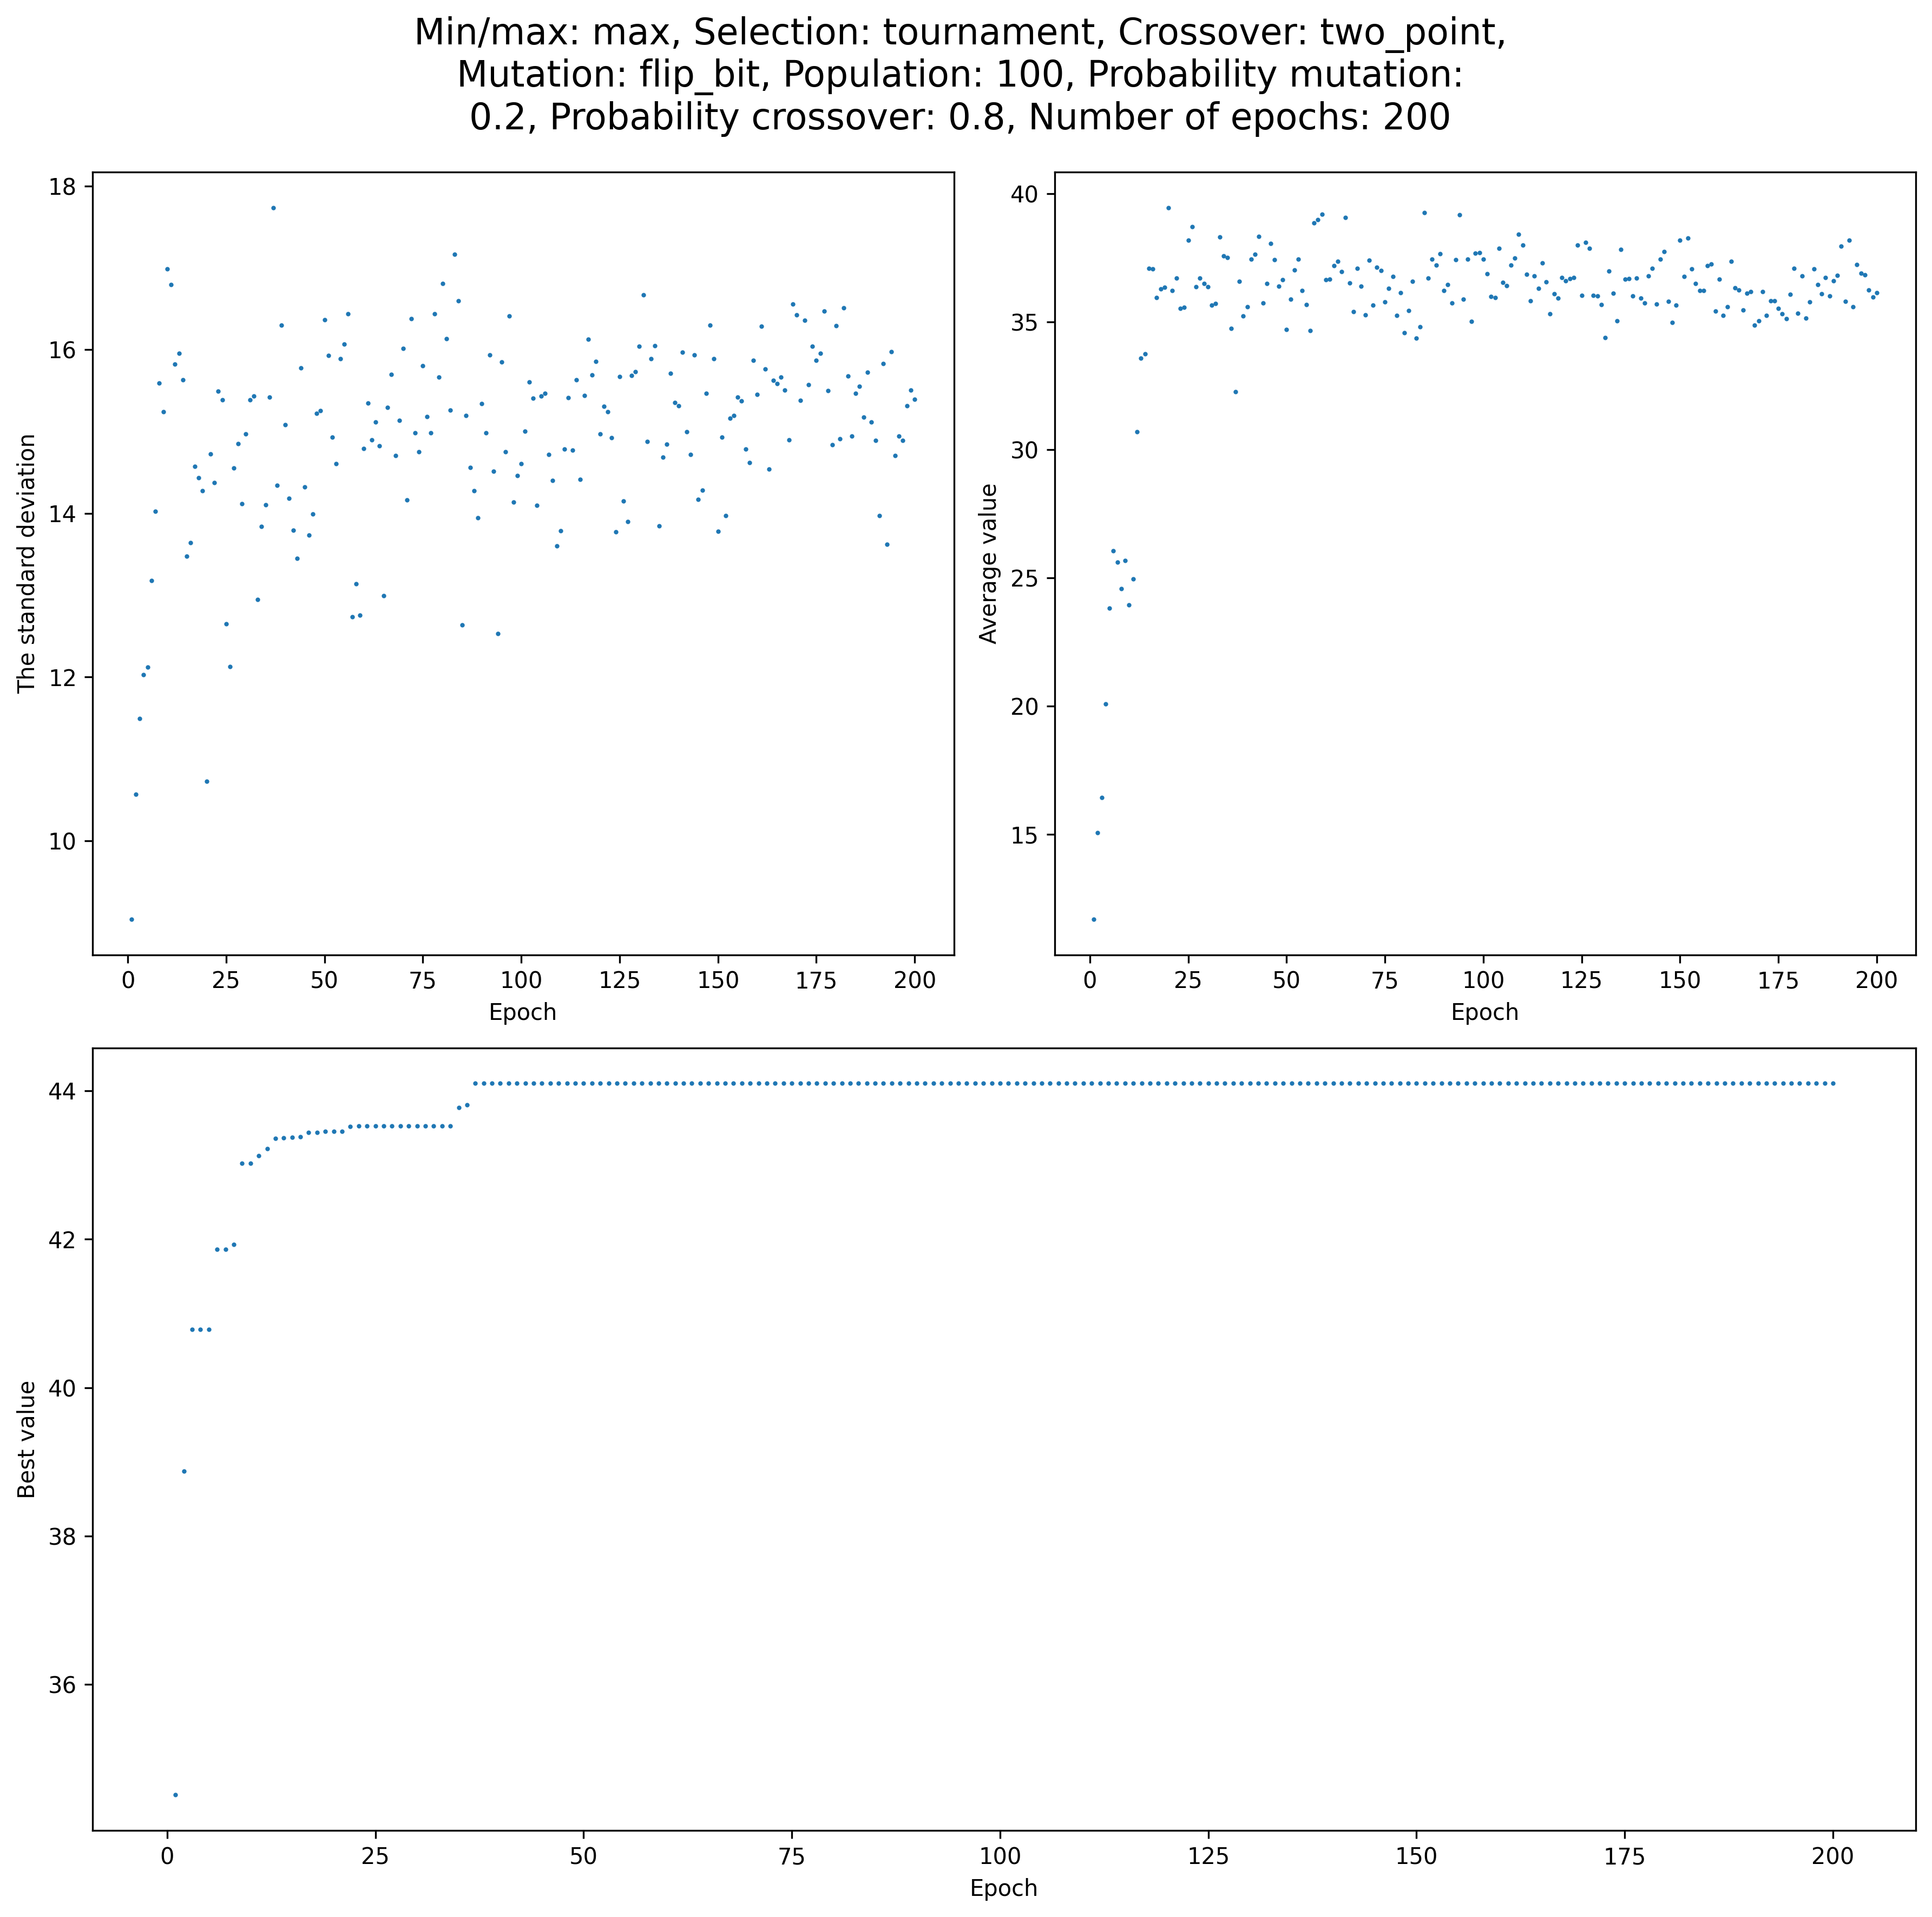 Min/max: max, Selection: tournament, Crossover: two_point,
Mutation: flip_bit, Population: 100, Probability mutation:
0.2, Probability crossover: 0.8, Number of epochs: 200
18
16
14
12
10
The standard deviation
0 25 50 75 100 125 150 175 200
Epoch
40
35
30
25
20
15
Average value
0 25 50 75 100 125 150 175 200
Epoch
44
42
40
38
36
Best value
0 25 50 75 100 125 150 175 200
Epoch